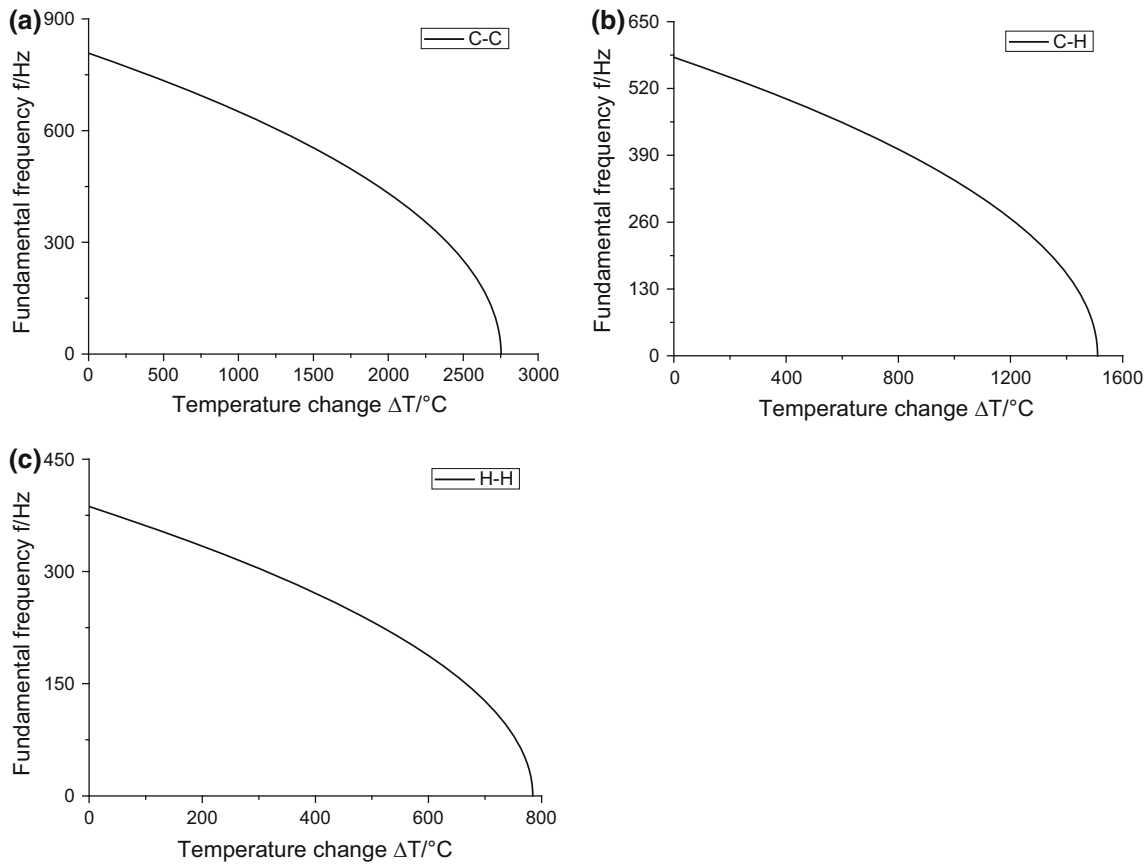 (a)
900
600
300
0
Fundamental frequency f/Hz
C-C
0 500 1000 1500 2000 2500 3000
Temperature change ΔT/°C
(b)
650
520
390
260
130
0
Fundamental frequency f/Hz
C-H
0 400 800 1200 1600
Temperature change ΔT/°C
(c)
450
300
150
0
Fundamental frequency f/Hz
H-H
0 200 400 600 800
Temperature change ΔT/°C